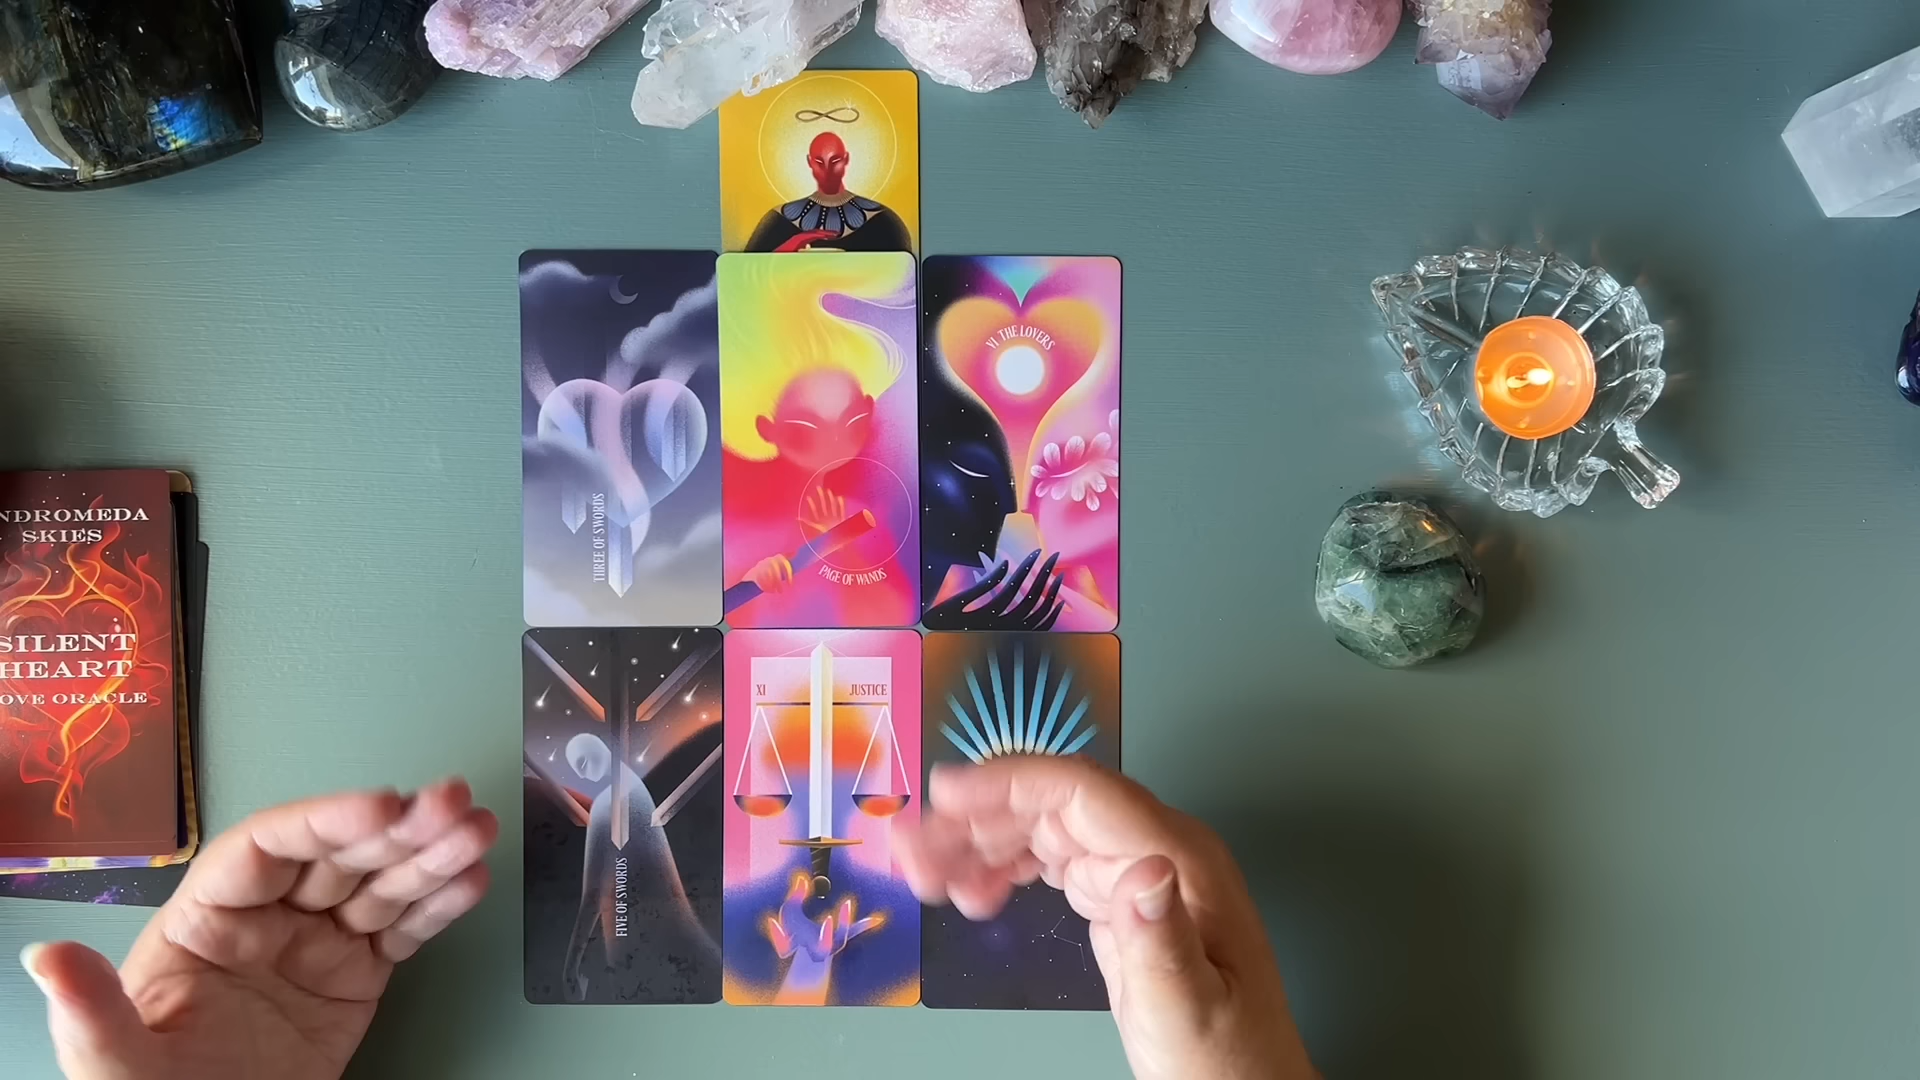 NDROMEDA
SKIES
SILENT
HEART
OVE ORACLE
THREE OF SWORDS
PAGE OF WANDS
VI THE LOVERS
FIVE OF SWORDS
XI JUSTICE